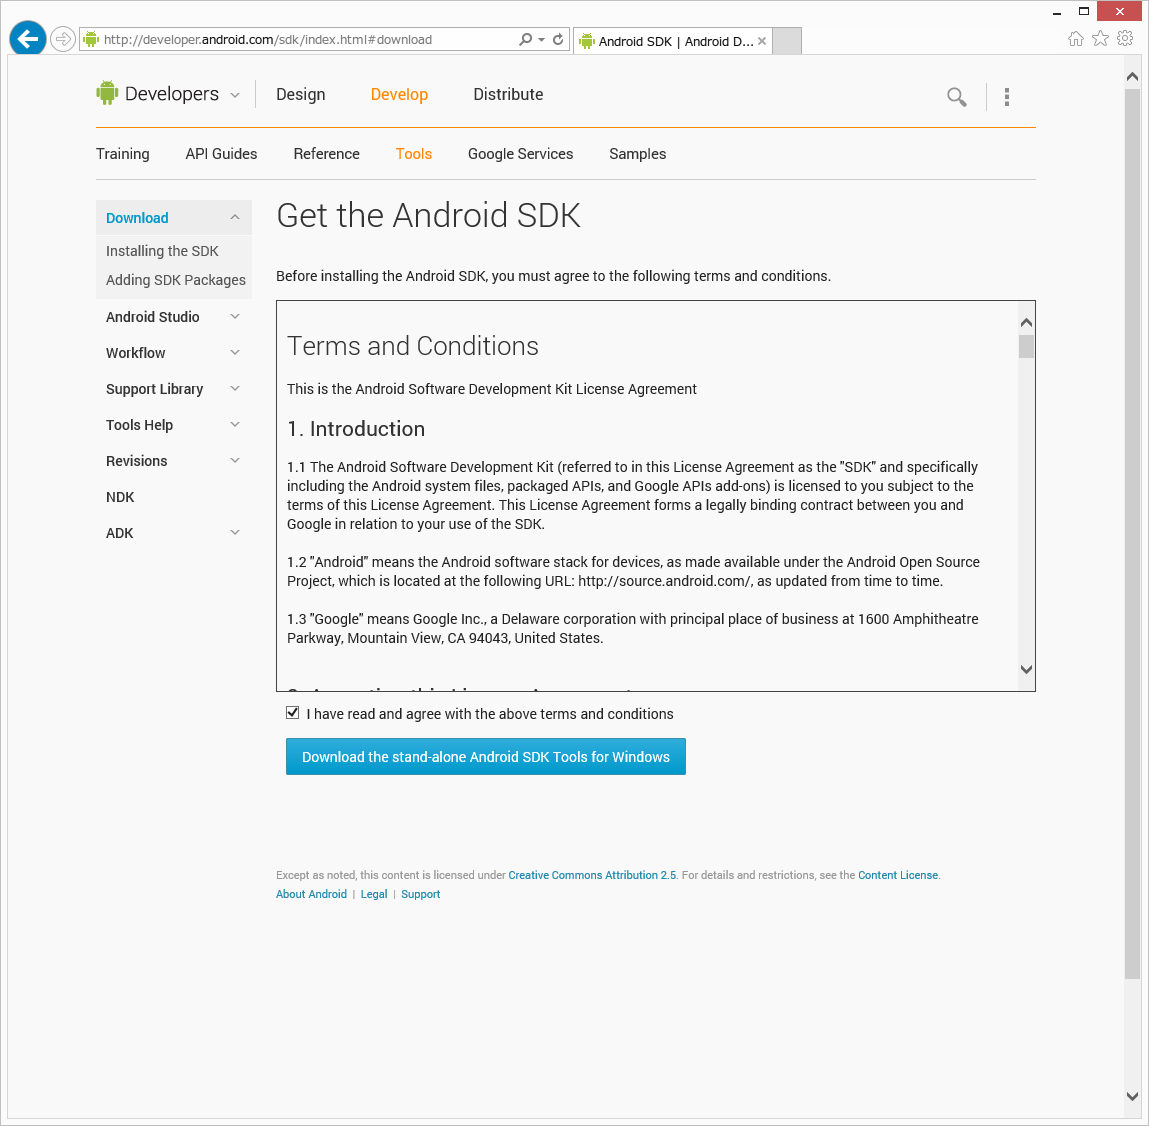 http://developer.android.com/sdk/index.html#download
Android SDK | Android D...
Developers
Design
Develop
Distribute
Training
API Guides
Reference
Tools
Google Services
Samples
Download
Installing the SDK
Adding SDK Packages
Android Studio
Workflow
Support Library
Tools Help
Revisions
NDK
ADK
Get the Android SDK
Before installing the Android SDK, you must agree to the following terms and conditions.
Terms and Conditions
This is the Android Software Development Kit License Agreement
1. Introduction
1.1 The Android Software Development Kit (referred to in this License Agreement as the "SDK" and specifically
including the Android system files, packaged APIs, and Google APIs add-ons) is licensed to you subject to the
terms of this License Agreement. This License Agreement forms a legally binding contract between you and
Google in relation to your use of the SDK.
1.2 "Android" means the Android software stack for devices, as made available under the Android Open Source
Project, which is located at the following URL: http://source.android.com/, as updated from time to time.
1.3 "Google" means Google Inc., a Delaware corporation with principal place of business at 1600 Amphitheatre
Parkway, Mountain View, CA 94043, United States.
I have read and agree with the above terms and conditions
Download the stand-alone Android SDK Tools for Windows
Except as noted, this content is licensed under Creative Commons Attribution 2.5. For details and restrictions, see the Content License.
About Android | Legal | Support